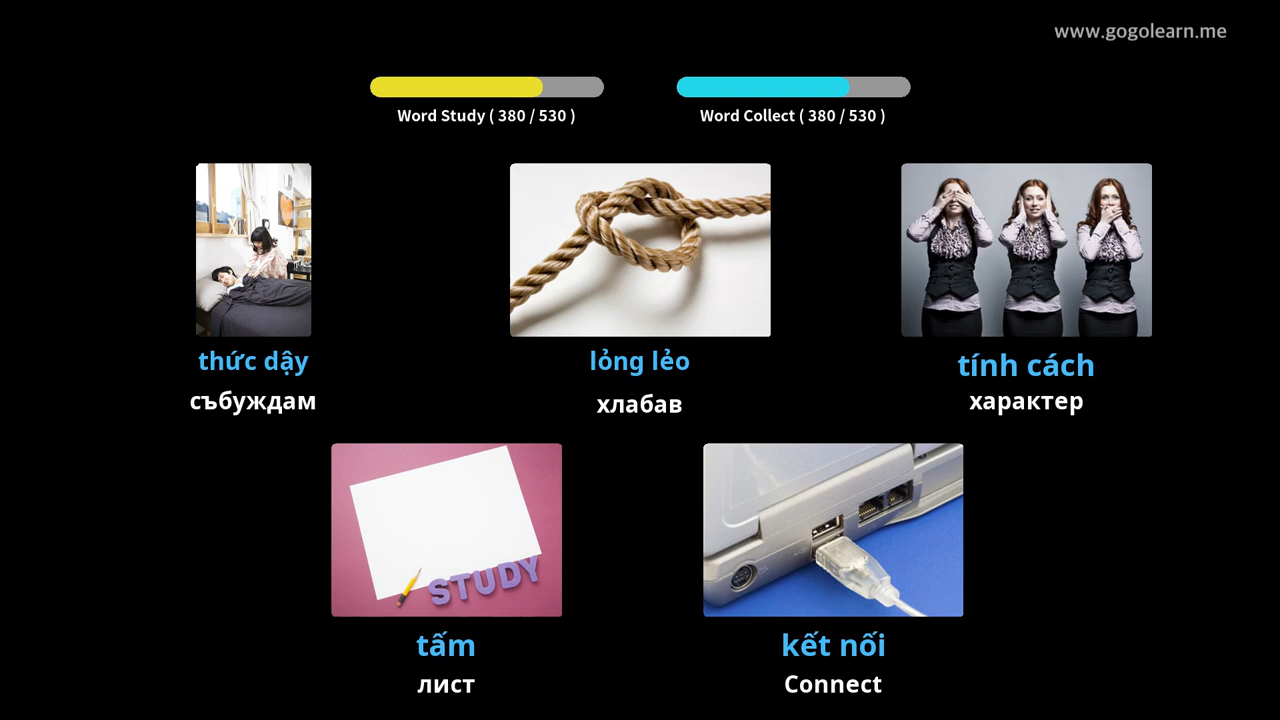 www.gogolearn.me
Word Study ( 380 / 530 )
Word Collect ( 380 / 530 )
thức dậy
събуждам
lỏng lẻo
хлабав
tính cách
характер
STUDY
tấm
лист
kết nối
Connect